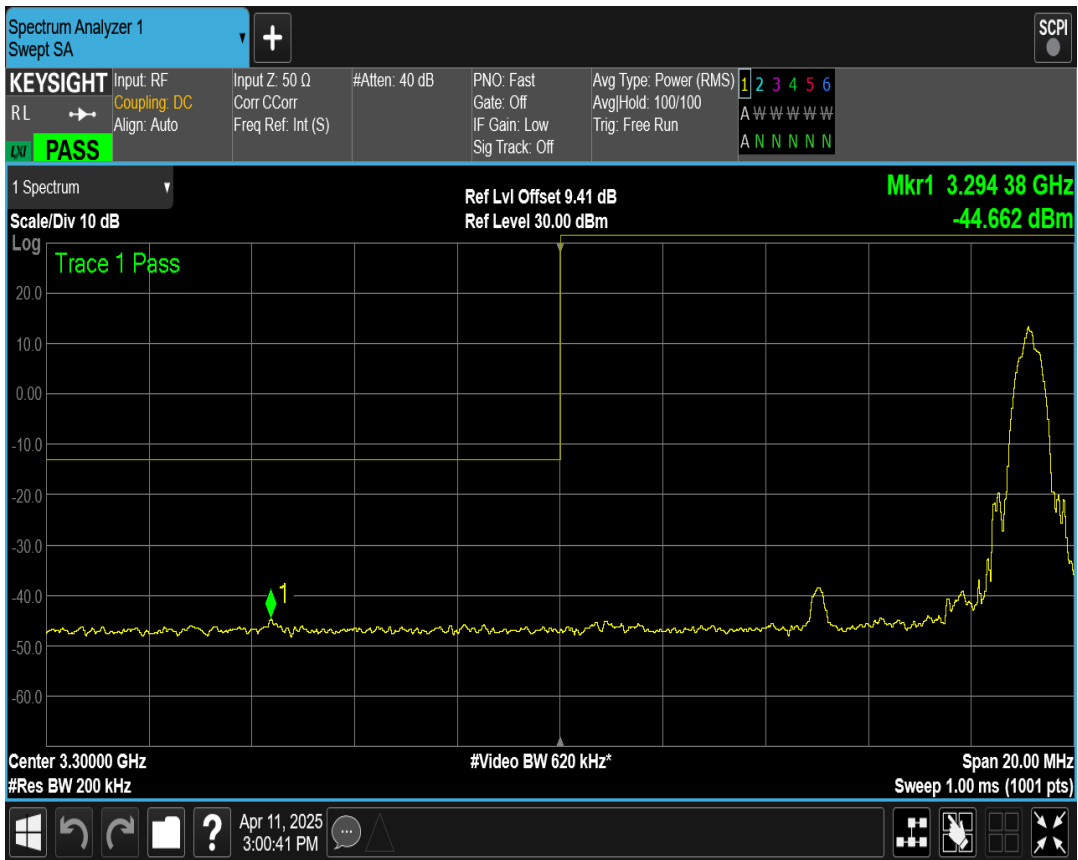 Spectrum Analyzer 1
Swept SA
+
SCPI
KEYSIGHT
RL
LXI PASS
Input: RF
Coupling: DC
Align: Auto
Input Z: 50 Ω
Corr CCorr
Freq Ref: Int (S)
#Atten: 40 dB
PNO: Fast
Gate: Off
IF Gain: Low
Sig Track: Off
Avg Type: Power (RMS)
Avg|Hold: 100/100
Trig: Free Run
1 2 3 4 5 6
A W W W W W
A N N N N N
1 Spectrum
Scale/Div 10 dB
Ref Lvl Offset 9.41 dB
Ref Level 30.00 dBm
Mkr1 3.294 38 GHz
-44.662 dBm
Log
Trace 1 Pass
20.0
10.0
0.00
-10.0
-20.0
-30.0
-40.0
1
-50.0
-60.0
Center 3.30000 GHz
#Res BW 200 kHz
#Video BW 620 kHz*
Span 20.00 MHz
Sweep 1.00 ms (1001 pts)
?
Apr 11, 2025
3:00:41 PM